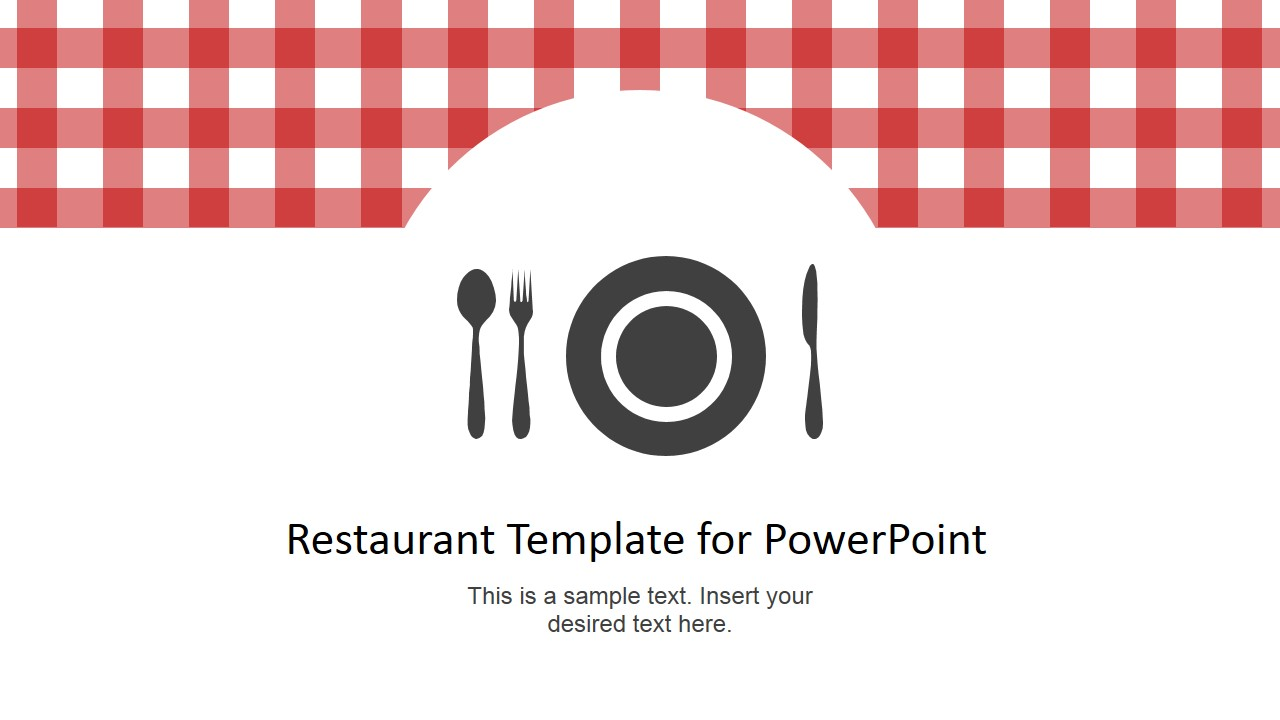 Restaurant Template for PowerPoint
This is a sample text. Insert your
desired text here.